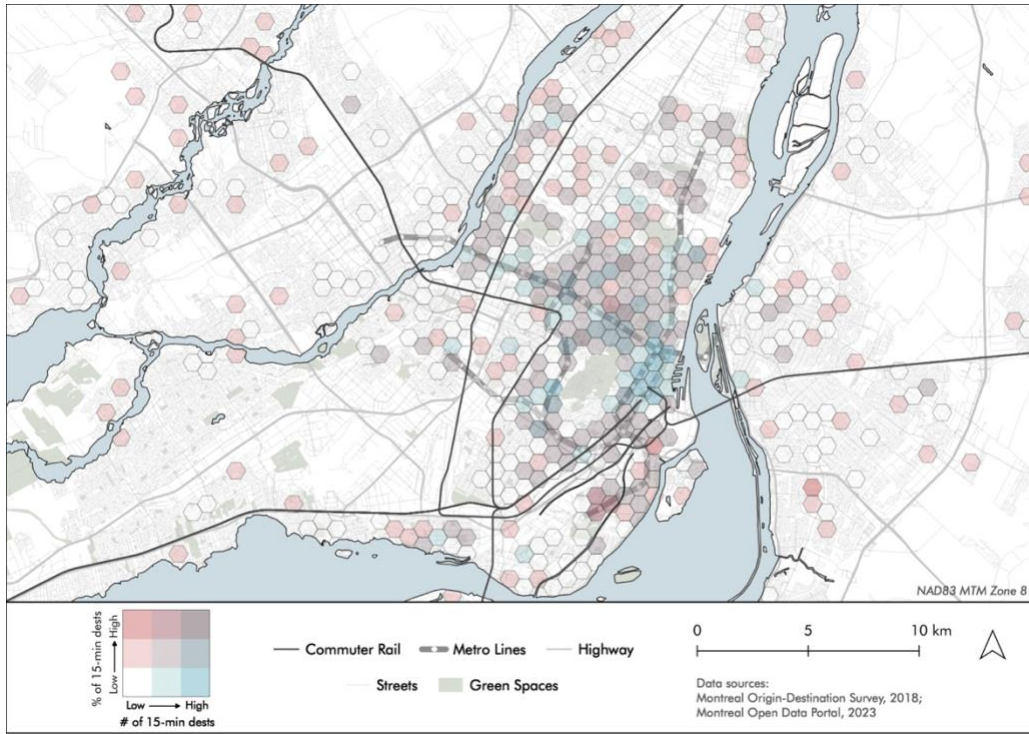 NAD83 MTM Zone 8
% of 15-min dests
Low High
Low High
# of 15-min dests
Commuter Rail Metro Lines Highway
Streets Green Spaces
0 5 10 km
Data sources:
Montreal Origin-Destination Survey, 2018;
Montreal Open Data Portal, 2023